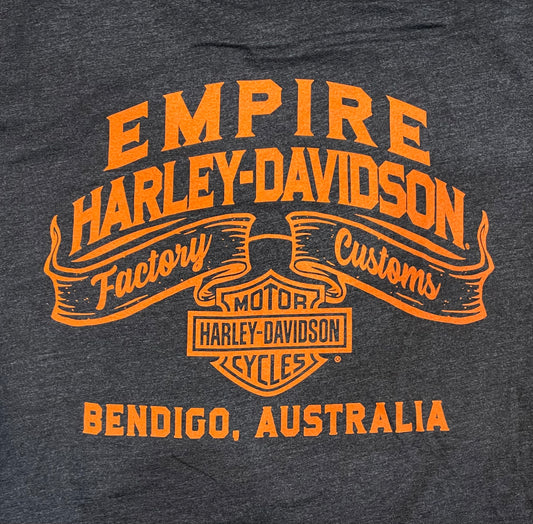 EMPIRE
HARLEY-DAVIDSON®
Factory Customs
MOTOR
HARLEY-DAVIDSON
CYCLES®
BENDIGO, AUSTRALIA